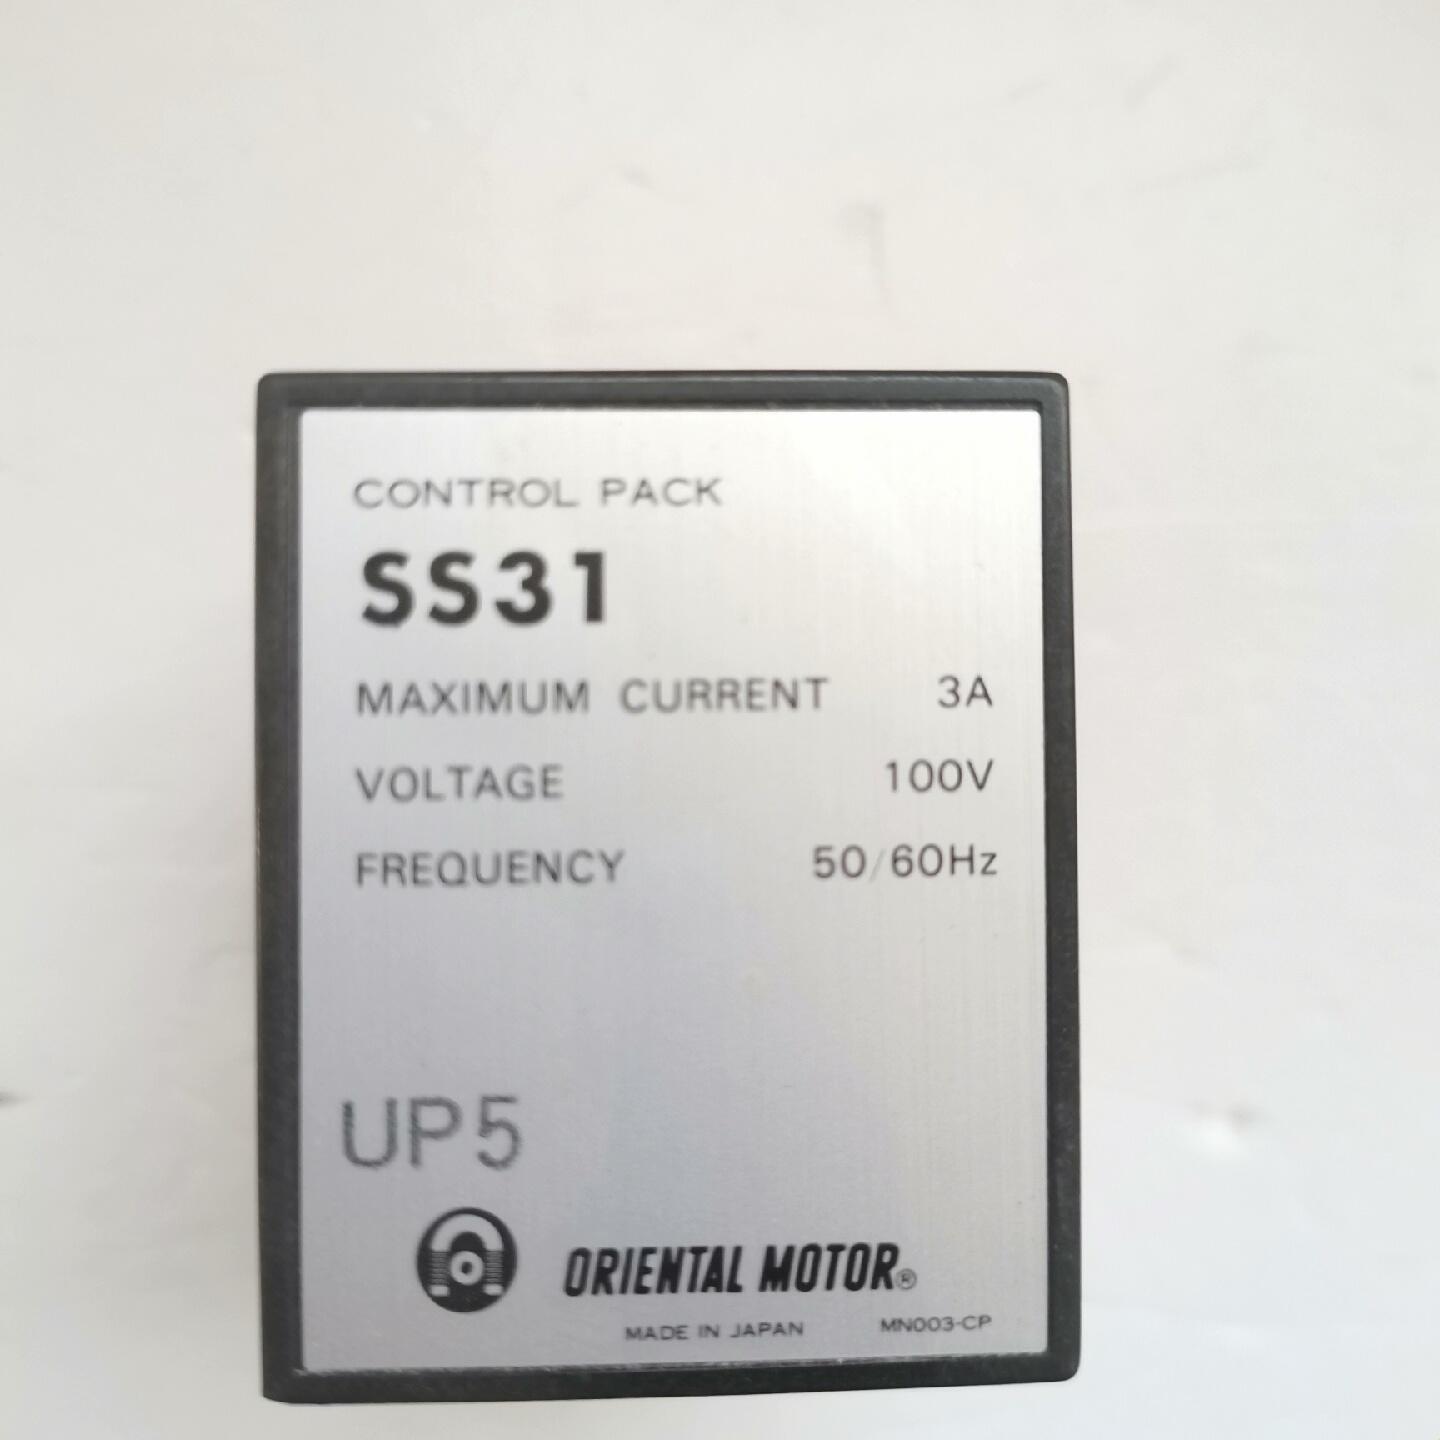 CONTROL PACK
SS31
MAXIMUM CURRENT 3A
VOLTAGE 100V
FREQUENCY 50/60Hz
UP5
ORIENTAL MOTOR®
MADE IN JAPAN MN003-CP